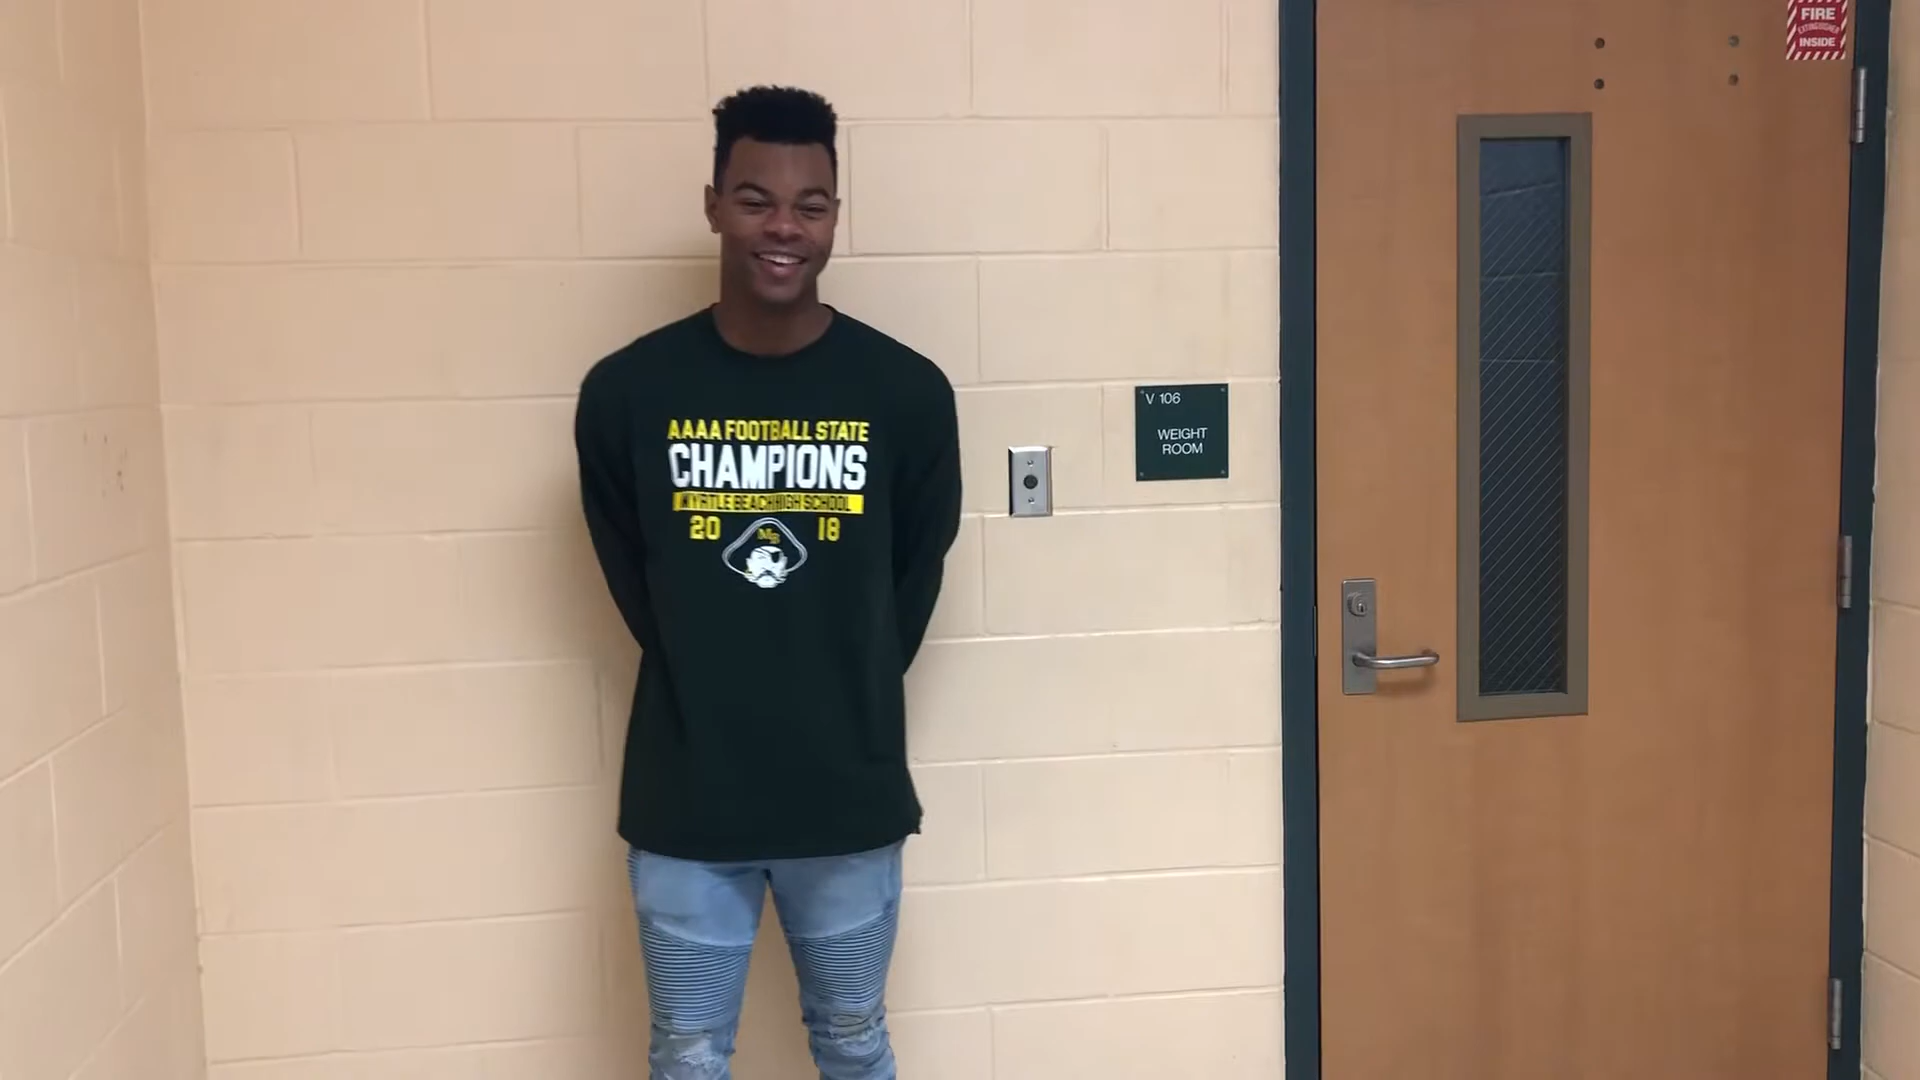 FIRE
EXTINGUISHER
INSIDE
V 106
WEIGHT
ROOM
AAAA FOOTBALL STATE
CHAMPIONS
MYRTLE BEACH HIGH SCHOOL
20 18
MB